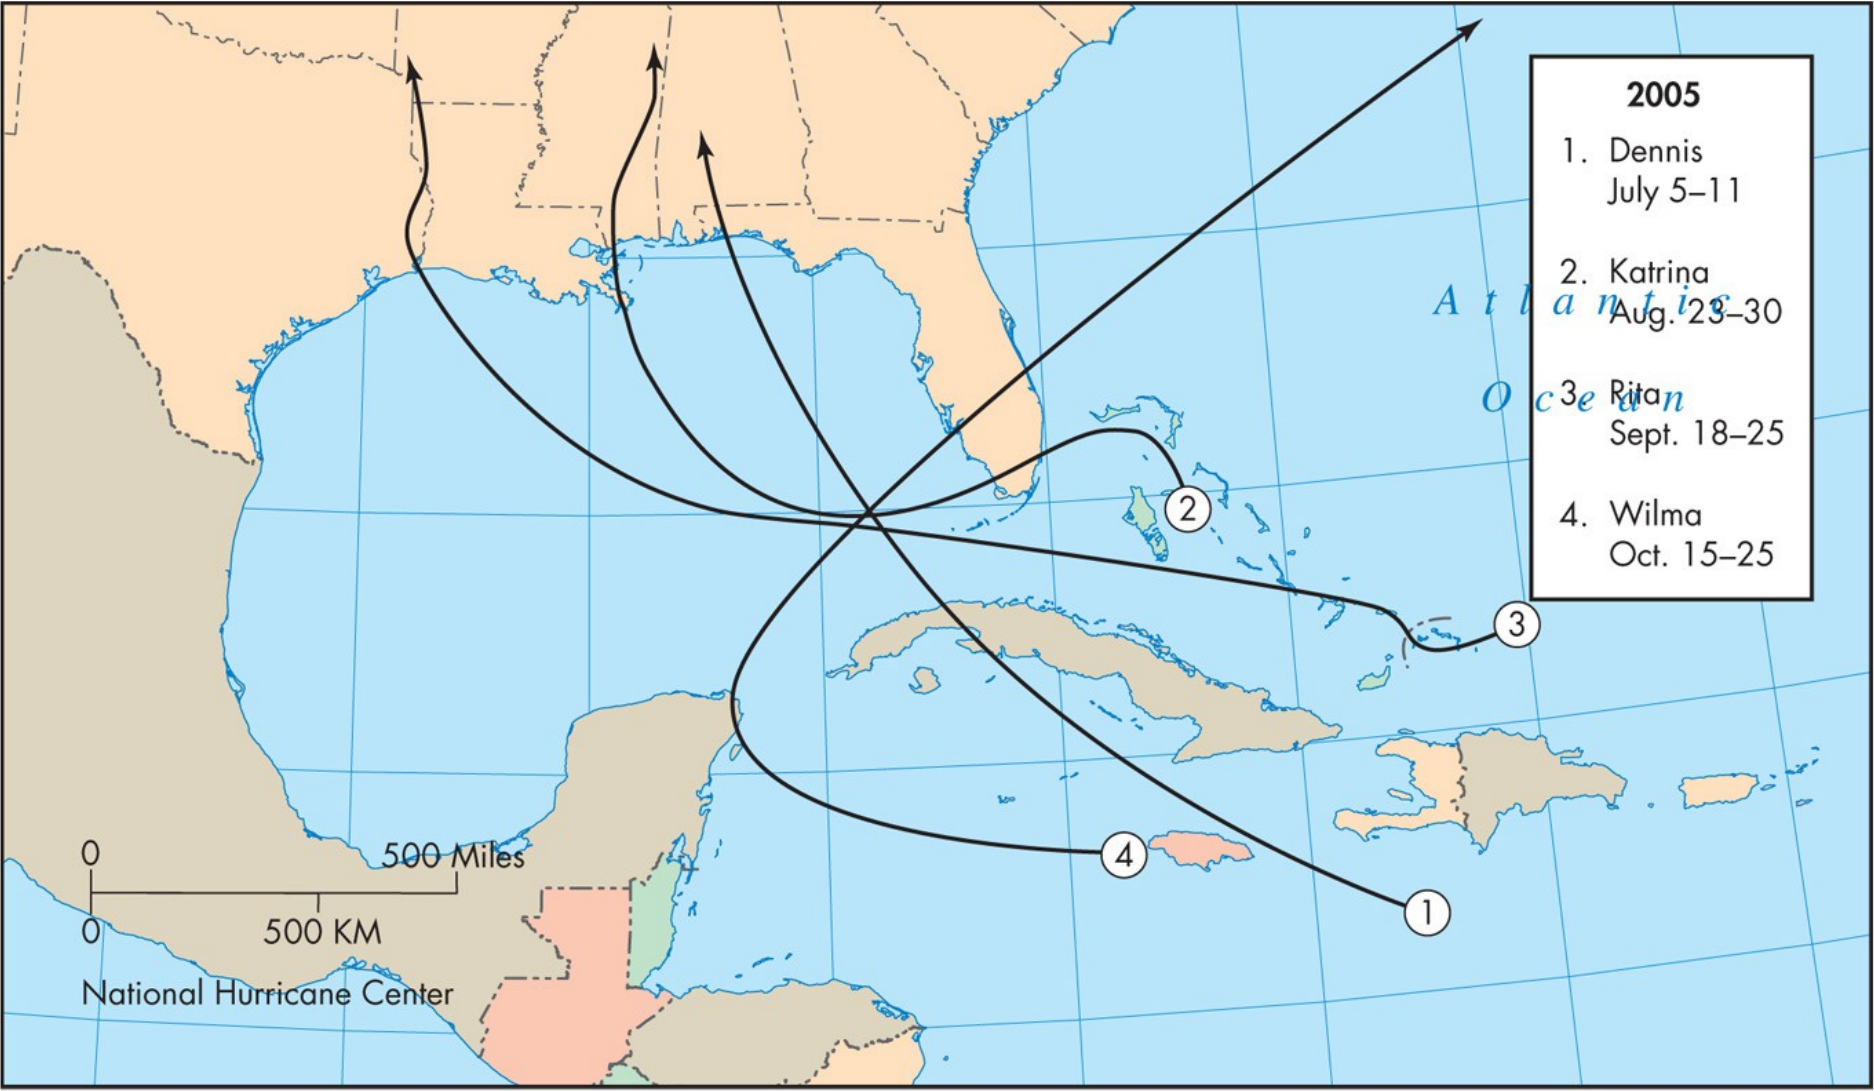 2005
1. Dennis
July 5–11
2. Katrina
Aug. 23–30
3. Rita
Sept. 18–25
4. Wilma
Oct. 15–25
Atlantic
Ocean
2
3
4
1
0 500 Miles
0 500 KM
National Hurricane Center